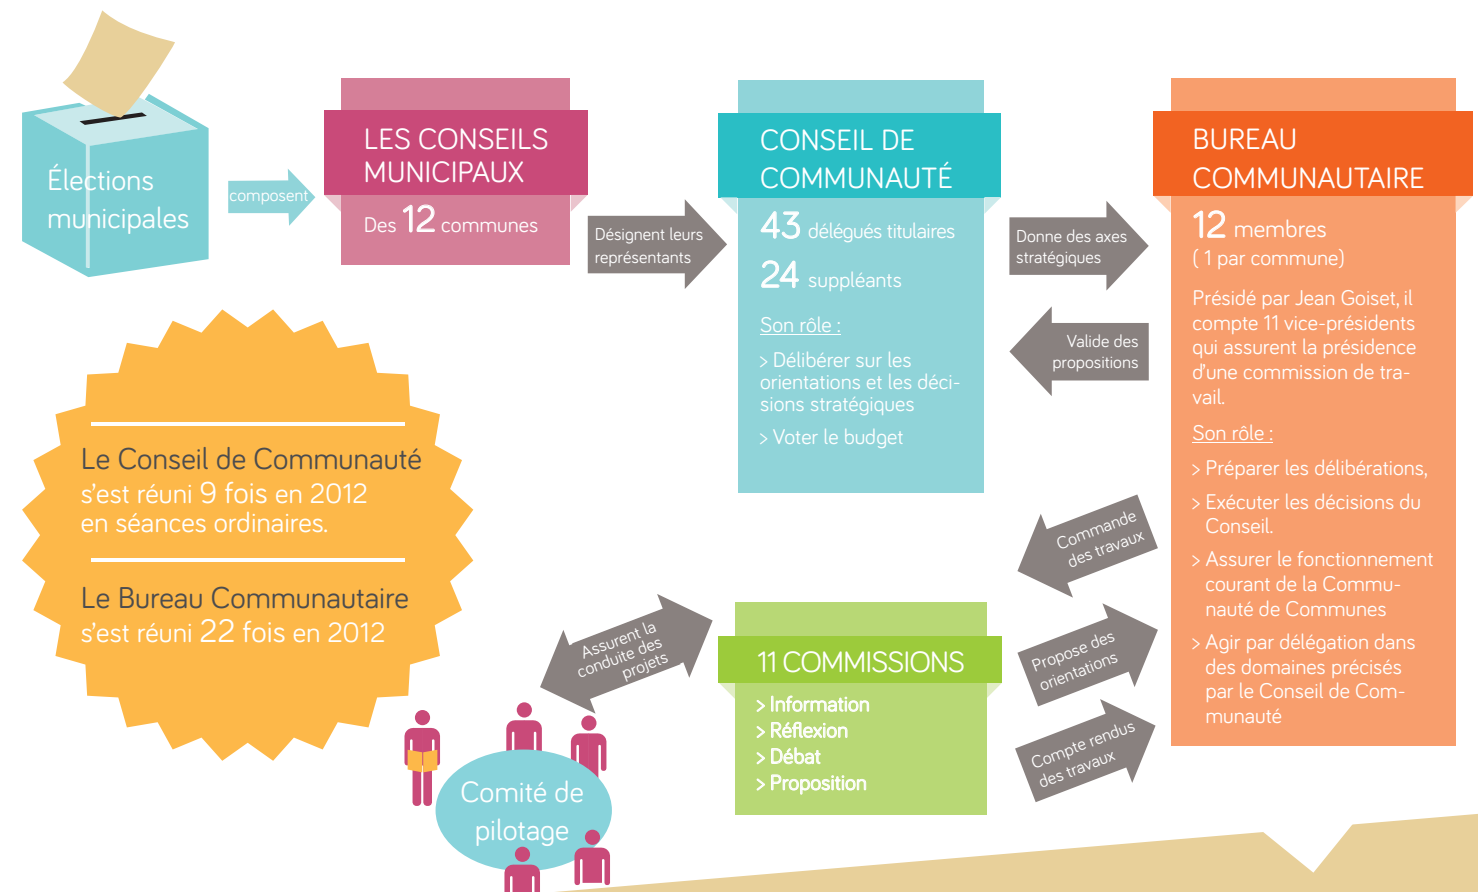 Élections
municipales
composent
LES CONSEILS
MUNICIPAUX
Des 12 communes
Désignent leurs
représentants
CONSEIL DE
COMMUNAUTÉ
43 délégués titulaires
24 suppléants
Son rôle :
> Délibérer sur les
orientations et les déci-
sions stratégiques
> Voter le budget
Donne des axes
stratégiques
Valide des
propositions
BUREAU
COMMUNAUTAIRE
12 membres
( 1 par commune)
Présidé par Jean Goiset, il
compte 11 vice-présidents
qui assurent la présidence
d'une commission de tra-
vail.
Son rôle :
> Préparer les délibérations,
> Exécuter les décisions du
Conseil.
> Assurer le fonctionnement
courant de la Commu-
nauté de Communes
> Agir par délégation dans
des domaines précisés
par le Conseil de Com-
munauté
Le Conseil de Communauté
s'est réuni 9 fois en 2012
en séances ordinaires.
Le Bureau Communautaire
s'est réuni 22 fois en 2012
Commande
des travaux
Propose des
orientations
Compte rendus
des travaux
11 COMMISSIONS
> Information
> Réflexion
> Débat
> Proposition
Assurent la
conduite des
projets
Comité de
pilotage